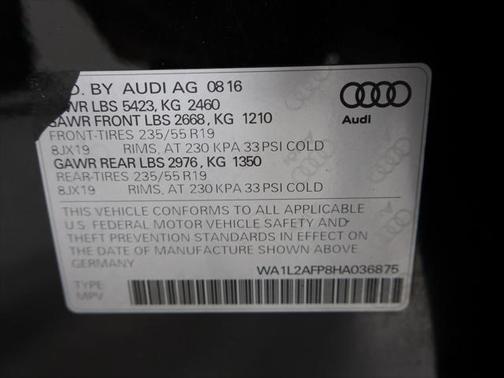 D. BY AUDI AG 08 16
WR LBS 5423, KG 2460
GAWR FRONT LBS 2668, KG 1210
FRONT-TIRES 235/55 R19
8JX19 RIMS, AT 230 KPA 33 PSI COLD
GAWR REAR LBS 2976, KG 1350
REAR-TIRES 235/55 R19
8JX19 RIMS, AT 230 KPA 33 PSI COLD
THIS VEHICLE CONFORMS TO ALL APPLICABLE
U.S. FEDERAL MOTOR VEHICLE SAFETY AND
THEFT PREVENTION STANDARDS IN EFFECT ON
THE DATE OF MANUFACTURE SHOWN ABOVE.
GERMANY
WA1L2AFP8HA036875
TYPE
MPV
Audi